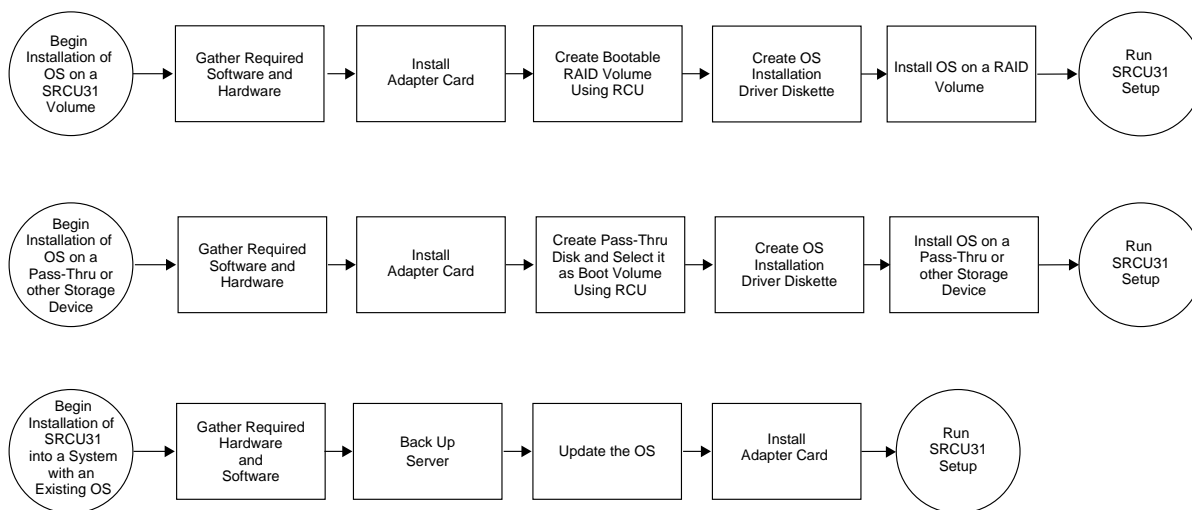 Begin
Installation of
OS on a
SRCU31
Volume
Gather Required
Software and
Hardware
Install
Adapter Card
Create Bootable
RAID Volume
Using RCU
Create OS
Installation
Driver Diskette
Install OS on a RAID
Volume
Run
SRCU31
Setup
Begin
Installation of
OS on a
Pass-Thru or
other Storage
Device
Gather Required
Software and
Hardware
Install
Adapter Card
Create Pass-Thru
Disk and Select it
as Boot Volume
Using RCU
Create OS
Installation
Driver Diskette
Install OS on a
Pass-Thru or
other Storage
Device
Run
SRCU31
Setup
Begin
Installation of
SRCU31
into a System
with an
Existing OS
Gather Required
Hardware
and
Software
Back Up
Server
Update the OS
Install
Adapter Card
Run
SRCU31
Setup